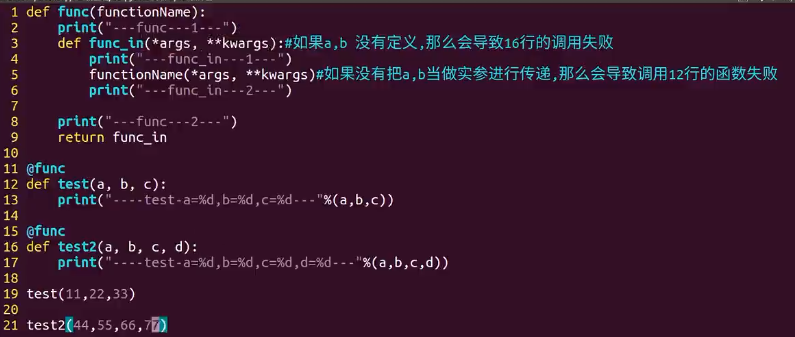 1 def func(functionName):
2     print("---func---1---")
3     def func_in(*args, **kwargs):#如果a,b 没有定义,那么会导致16行的调用失败
4         print("---func_in---1---")
5         functionName(*args, **kwargs)#如果没有把a,b当做实参进行传递,那么会导致调用12行的函数失败
6         print("---func_in---2---")
7
8     print("---func---2---")
9     return func_in
10
11 @func
12 def test(a, b, c):
13     print("----test-a=%d,b=%d,c=%d---"%(a,b,c))
14
15 @func
16 def test2(a, b, c, d):
17     print("----test-a=%d,b=%d,c=%d,d=%d---"%(a,b,c,d))
18
19 test(11,22,33)
20
21 test2(44,55,66,77)